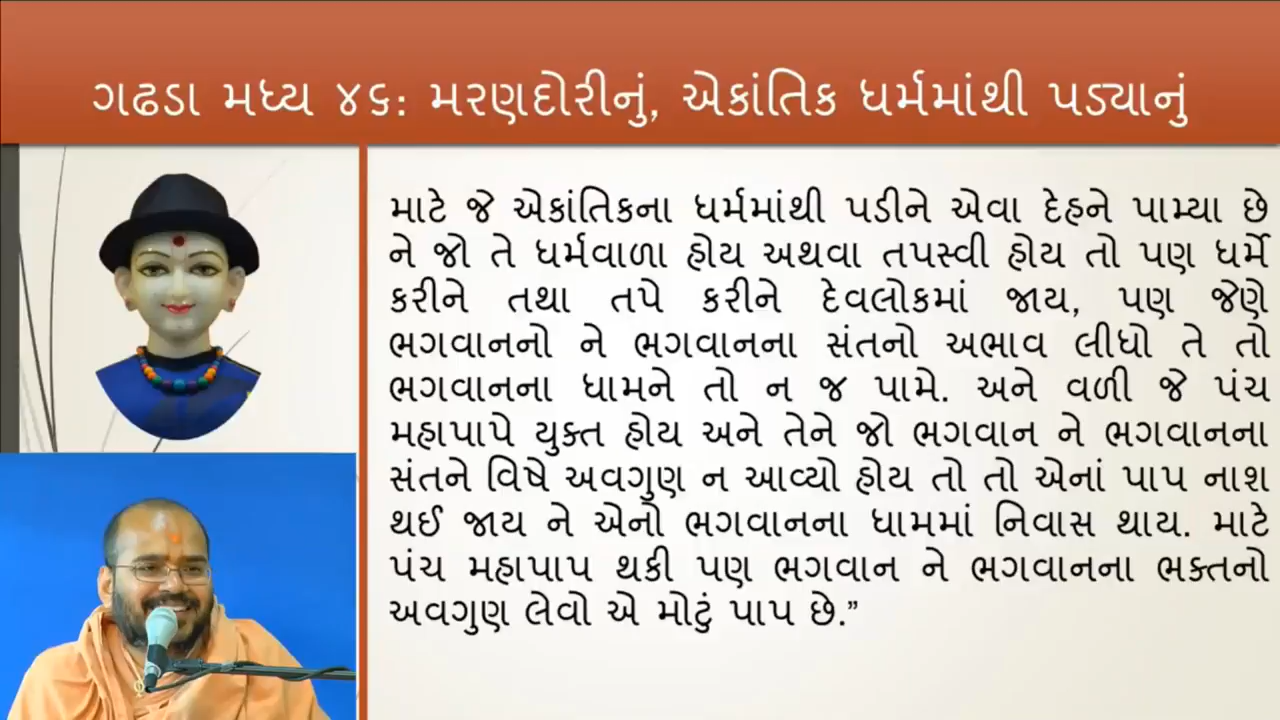 ગઢડા મધ્ય ૪૬: મરણદોરીનું, એકાંતિક ધર્મમાંથી પડ્યાનું
માટે જે એકાંતિકના ધર્મમાંથી પડીને એવા દેહને પામ્યા છે
ને જો તે ધર્મવાળા હોય અથવા તપસ્વી હોય તો પણ ધર્મે
કરીને તથા તપે કરીને દેવલોકમાં જાય, પણ જેણે
ભગવાનનો ને ભગવાનના સંતનો અભાવ લીધો તે તો
ભગવાનના ધામને તો ન જ પામે. અને વળી જે પંચ
મહાપાપે યુક્ત હોય અને તેને જો ભગવાન ને ભગવાનના
સંતને વિષે અવગુણ ન આવ્યો હોય તો તો એનાં પાપ નાશ
થઈ જાય ને એનો ભગવાનના ધામમાં નિવાસ થાય. માટે
પંચ મહાપાપ થકી પણ ભગવાન ને ભગવાનના ભક્તનો
અવગુણ લેવો એ મોટું પાપ છે.”